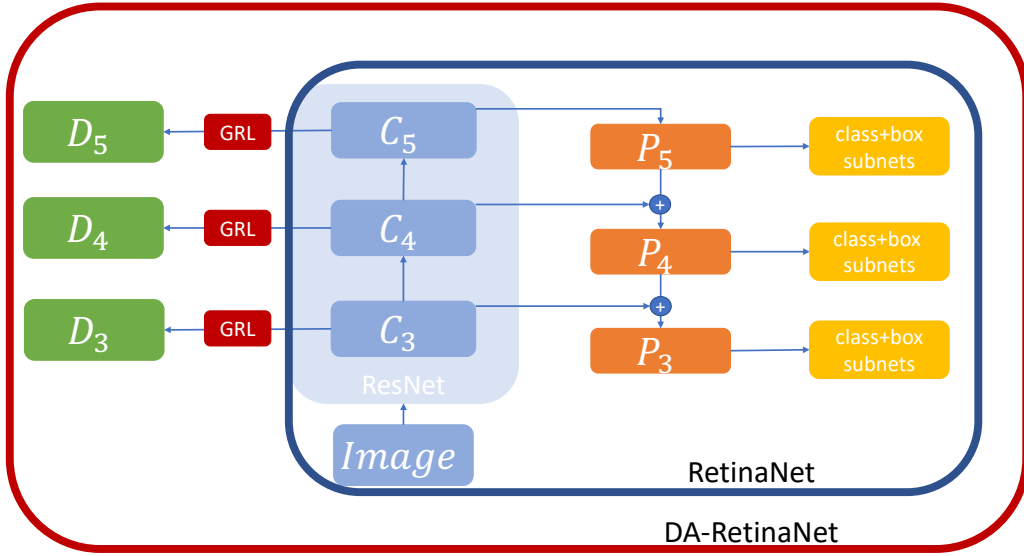 D₅ GRL C₅ P₅ class+box
subnets
D₄ GRL C₄ P₄ class+box
subnets
D₃ GRL C₃ P₃ class+box
subnets
ResNet
Image
RetinaNet
DA-RetinaNet